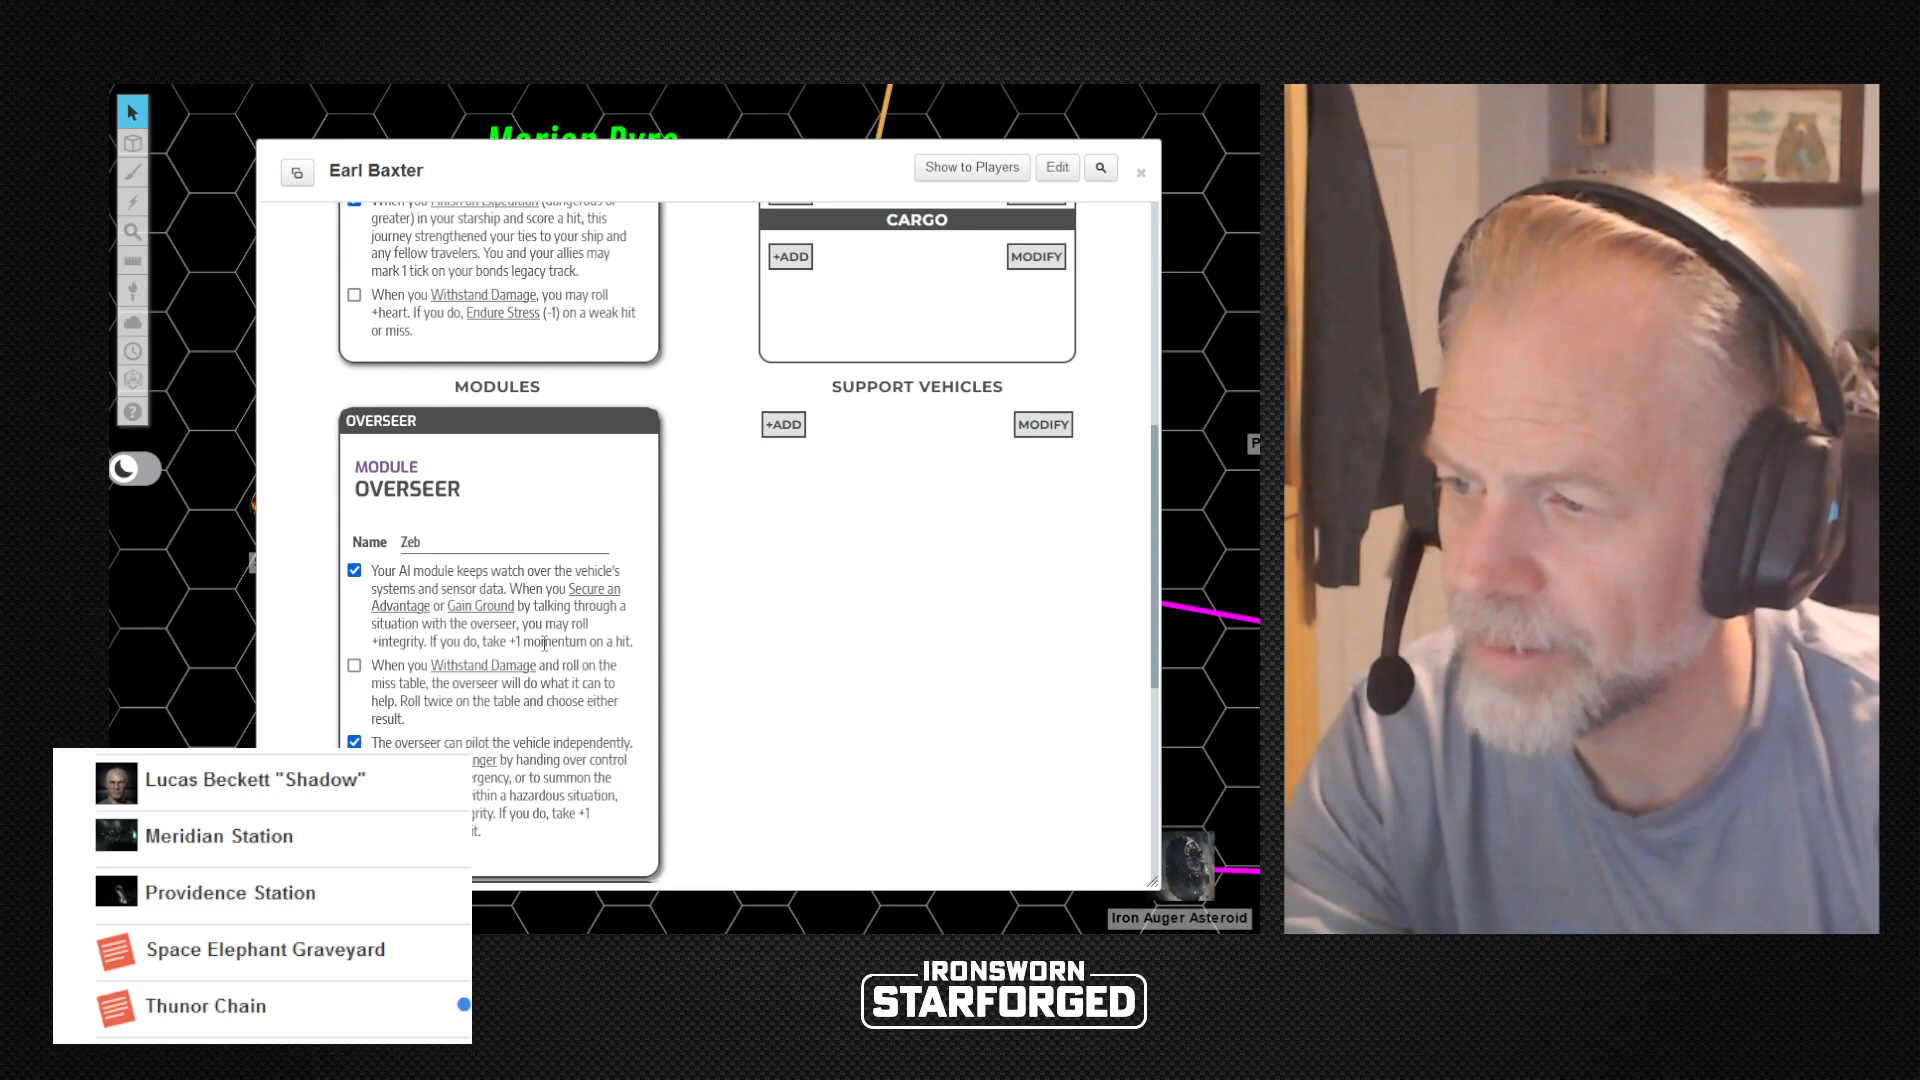 Earl Baxter
Show to Players
Edit
greater) in your starship and score a hit, this
journey strengthened your ties to your ship and
any fellow travelers. You and your allies may
mark 1 tick on your bonds legacy track.
When you Withstand Damage, you may roll
+heart. If you do, Endure Stress (-1) on a weak hit
or miss.
CARGO
+ADD
MODIFY
MODULES
SUPPORT VEHICLES
+ADD
MODIFY
OVERSEER
MODULE
OVERSEER
Name Zeb
Your AI module keeps watch over the vehicle's
systems and sensor data. When you Secure an
Advantage or Gain Ground by talking through a
situation with the overseer, you may roll
+integrity. If you do, take +1 momentum on a hit.
When you Withstand Damage and roll on the
miss table, the overseer will do what it can to
help. Roll twice on the table and choose either
result.
The overseer can pilot the vehicle independently.
by handing over control
or to summon the
a hazardous situation,
If you do, take +1
Lucas Beckett "Shadow"
Meridian Station
Providence Station
Space Elephant Graveyard
Thunor Chain
Iron Auger Asteroid
IRONSWORN
STARFORGED